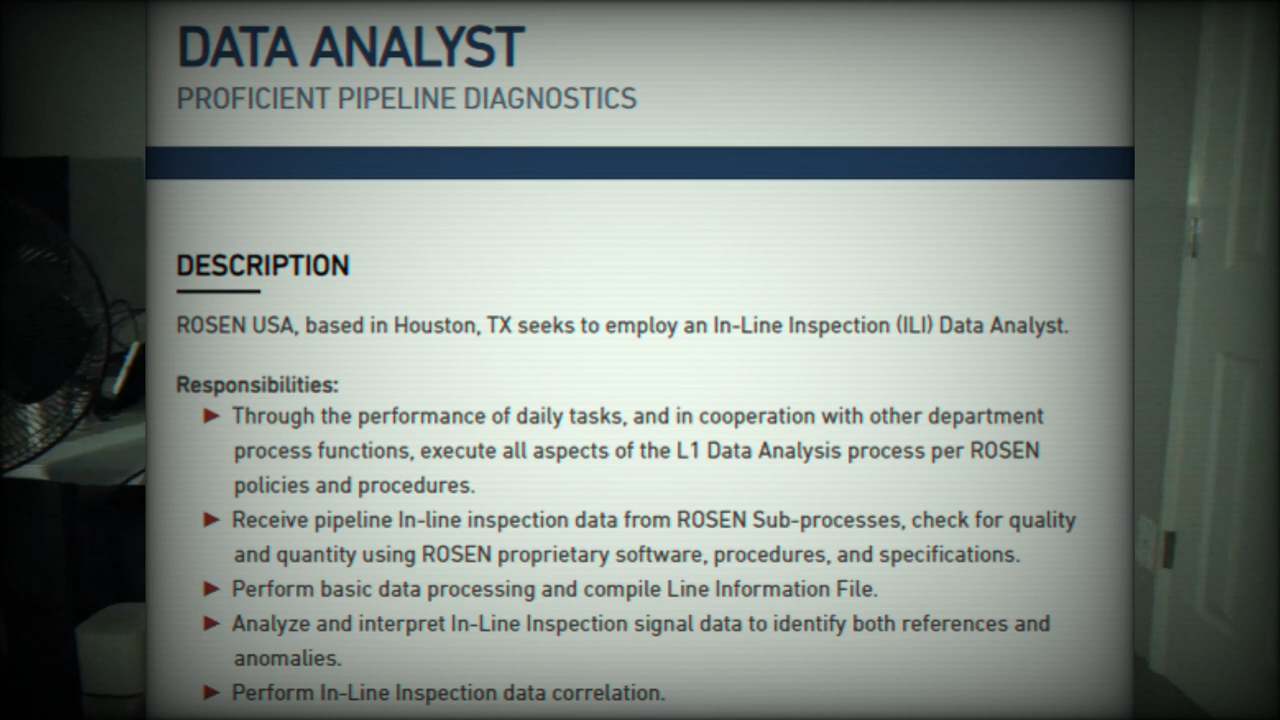 DATA ANALYST
PROFICIENT PIPELINE DIAGNOSTICS
DESCRIPTION
ROSEN USA, based in Houston, TX seeks to employ an In-Line Inspection (ILI) Data Analyst.
Responsibilities:
► Through the performance of daily tasks, and in cooperation with other department
process functions, execute all aspects of the L1 Data Analysis process per ROSEN
policies and procedures.
► Receive pipeline In-line inspection data from ROSEN Sub-processes, check for quality
and quantity using ROSEN proprietary software, procedures, and specifications.
► Perform basic data processing and compile Line Information File.
► Analyze and interpret In-Line Inspection signal data to identify both references and
anomalies.
► Perform In-Line Inspection data correlation.